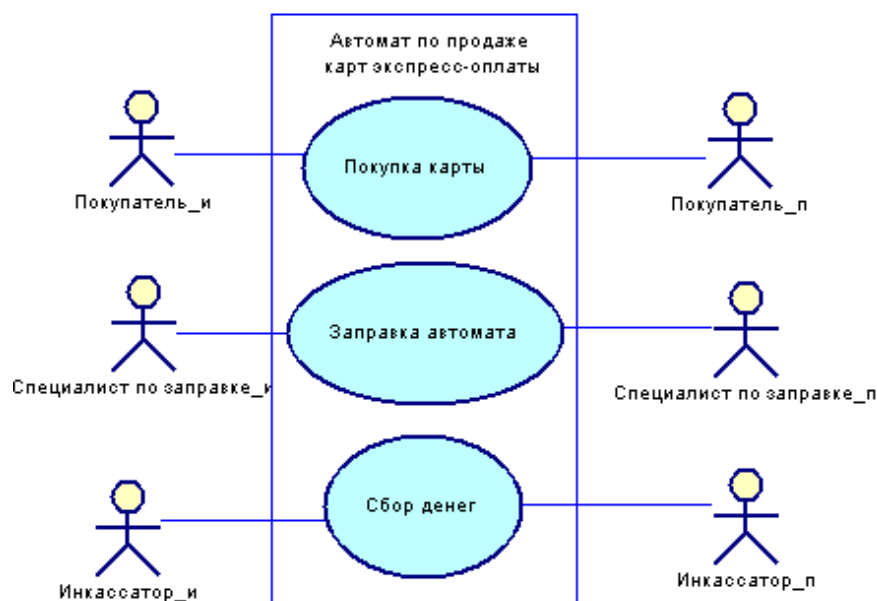 Автомат по продаже
карт экспресс-оплаты
Покупка карты
Покупатель_и
Покупатель_п
Заправка автомата
Специалист по заправке_и
Специалист по заправке_п
Сбор денег
Инкассатор_и
Инкассатор_п